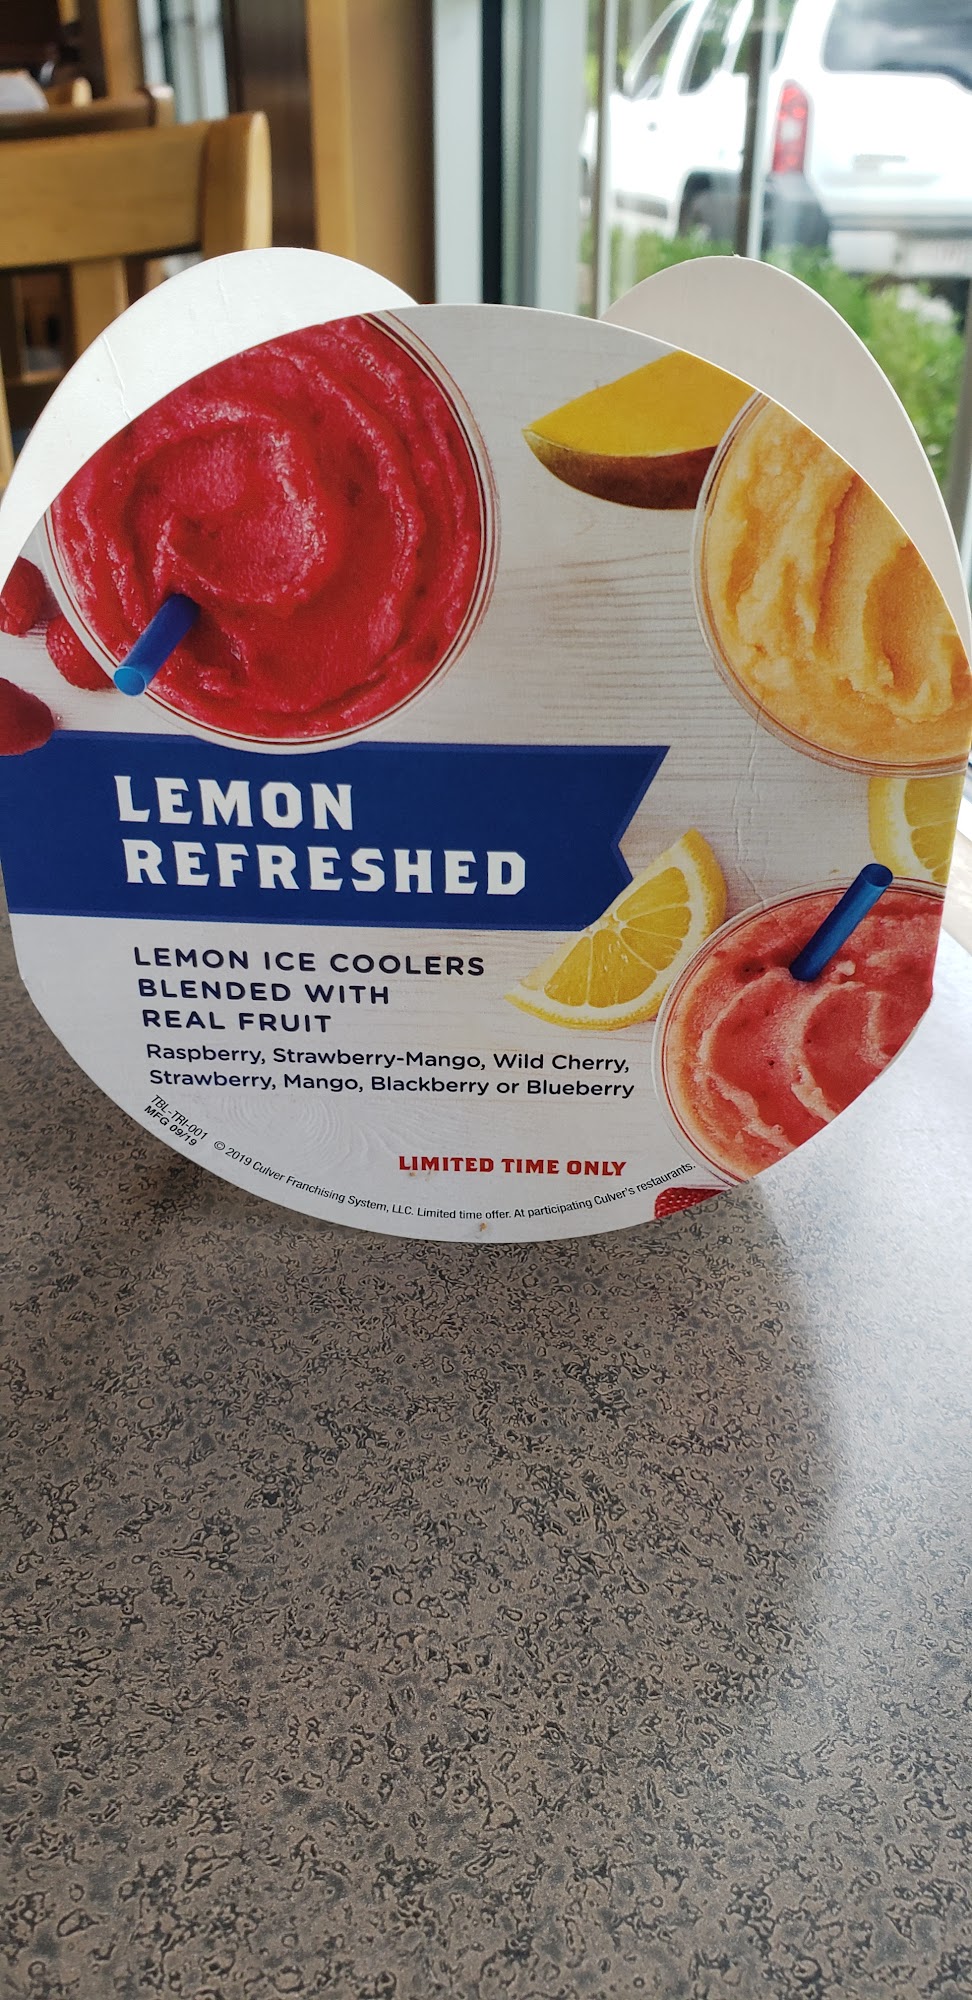 LEMON
REFRESHED
LEMON ICE COOLERS
BLENDED WITH
REAL FRUIT
Raspberry, Strawberry-Mango, Wild Cherry,
Strawberry, Mango, Blackberry or Blueberry
LIMITED TIME ONLY
TBL-TRI-001
MFG 09/19
© 2019 Culver Franchising System, LLC. Limited time offer. At participating Culver's restaurants.